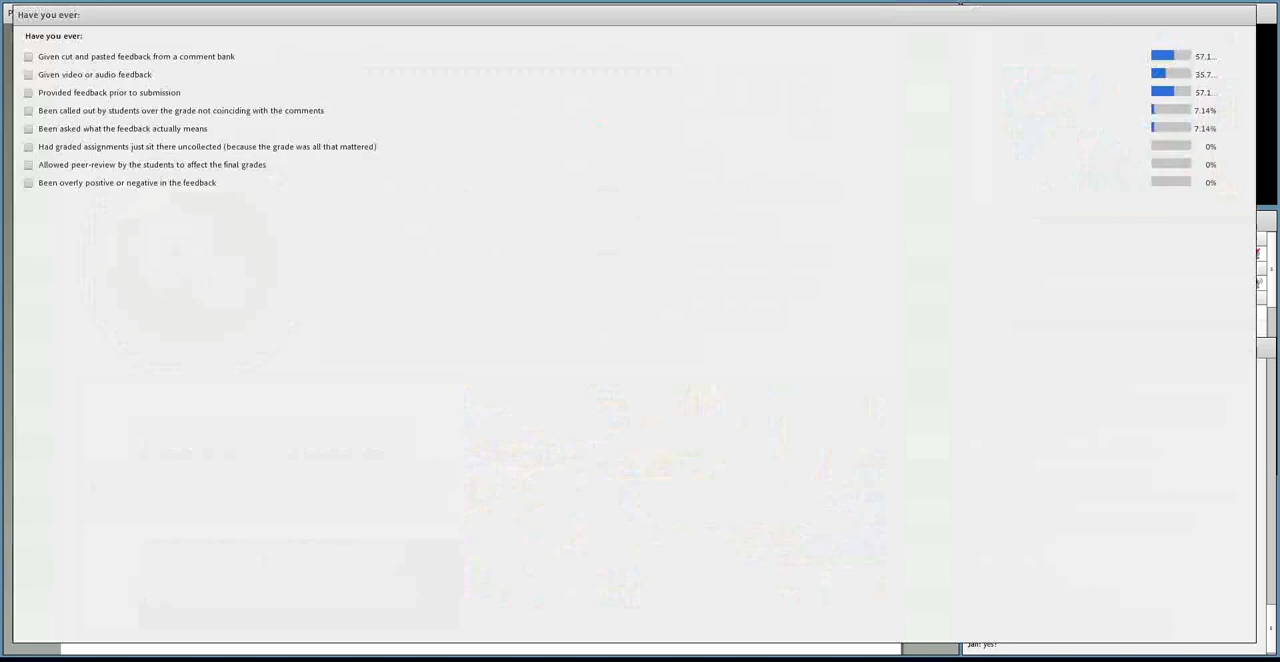 Have you ever:
Have you ever:
Given cut and pasted feedback from a comment bank 57.1...
Given video or audio feedback 35.7...
Provided feedback prior to submission 57.1...
Been called out by students over the grade not coinciding with the comments 7.14%
Been asked what the feedback actually means 7.14%
Had graded assignments just sit there uncollected (because the grade was all that mattered) 0%
Allowed peer-review by the students to affect the final grades 0%
Been overly positive or negative in the feedback 0%
yes!